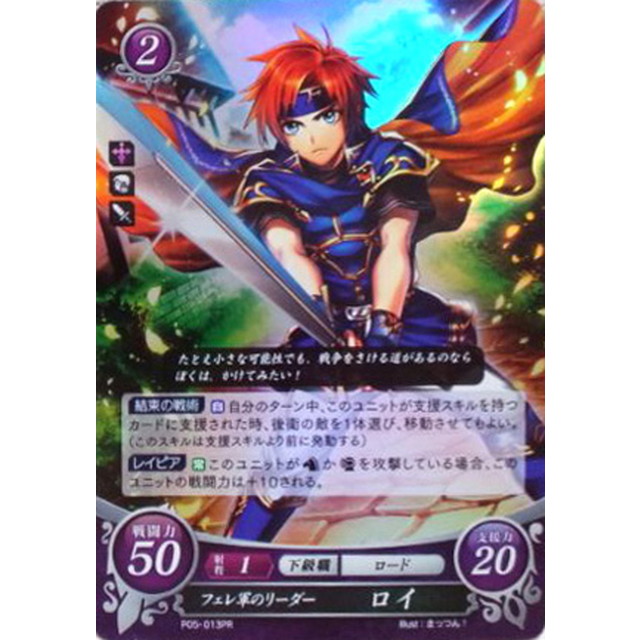 2
たとえ小さな可能性でも、戦争をさける道があるのなら
ぼくは、かけてみたい！
結束の戦術 自 自分のターン中、このユニットが支援スキルを持つ
カードに支援された時、後衛の敵を1体選び、移動させてもよい。
(このスキルは支援スキルより前に発動する)
レイピア 常 このユニットが か を攻撃している場合、この
ユニットの戦闘力は+10される。
戦闘力 50 射程 1 下級職 ロード 支援力 20
フェレ軍のリーダー ロイ
P05-013PR Illust：まっつん！